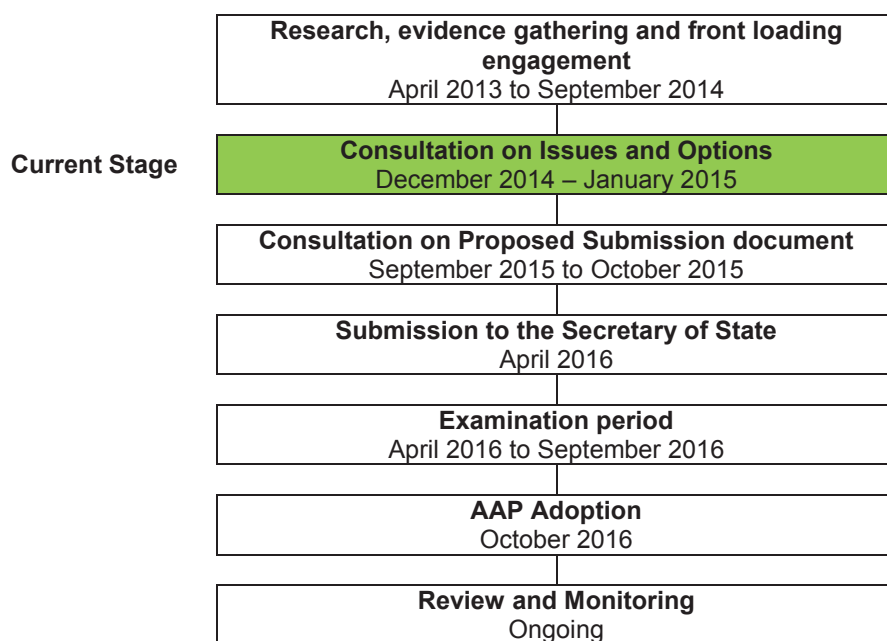 Research, evidence gathering and front loading
engagement
April 2013 to September 2014
Current Stage
Consultation on Issues and Options
December 2014 – January 2015
Consultation on Proposed Submission document
September 2015 to October 2015
Submission to the Secretary of State
April 2016
Examination period
April 2016 to September 2016
AAP Adoption
October 2016
Review and Monitoring
Ongoing